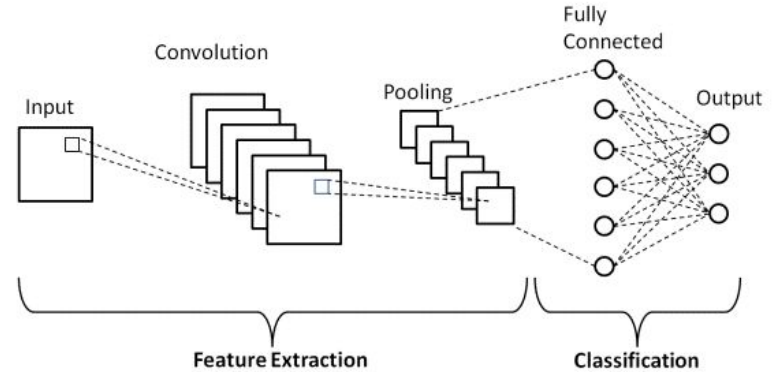 Input
Convolution
Pooling
Fully
Connected
Output
Feature Extraction
Classification